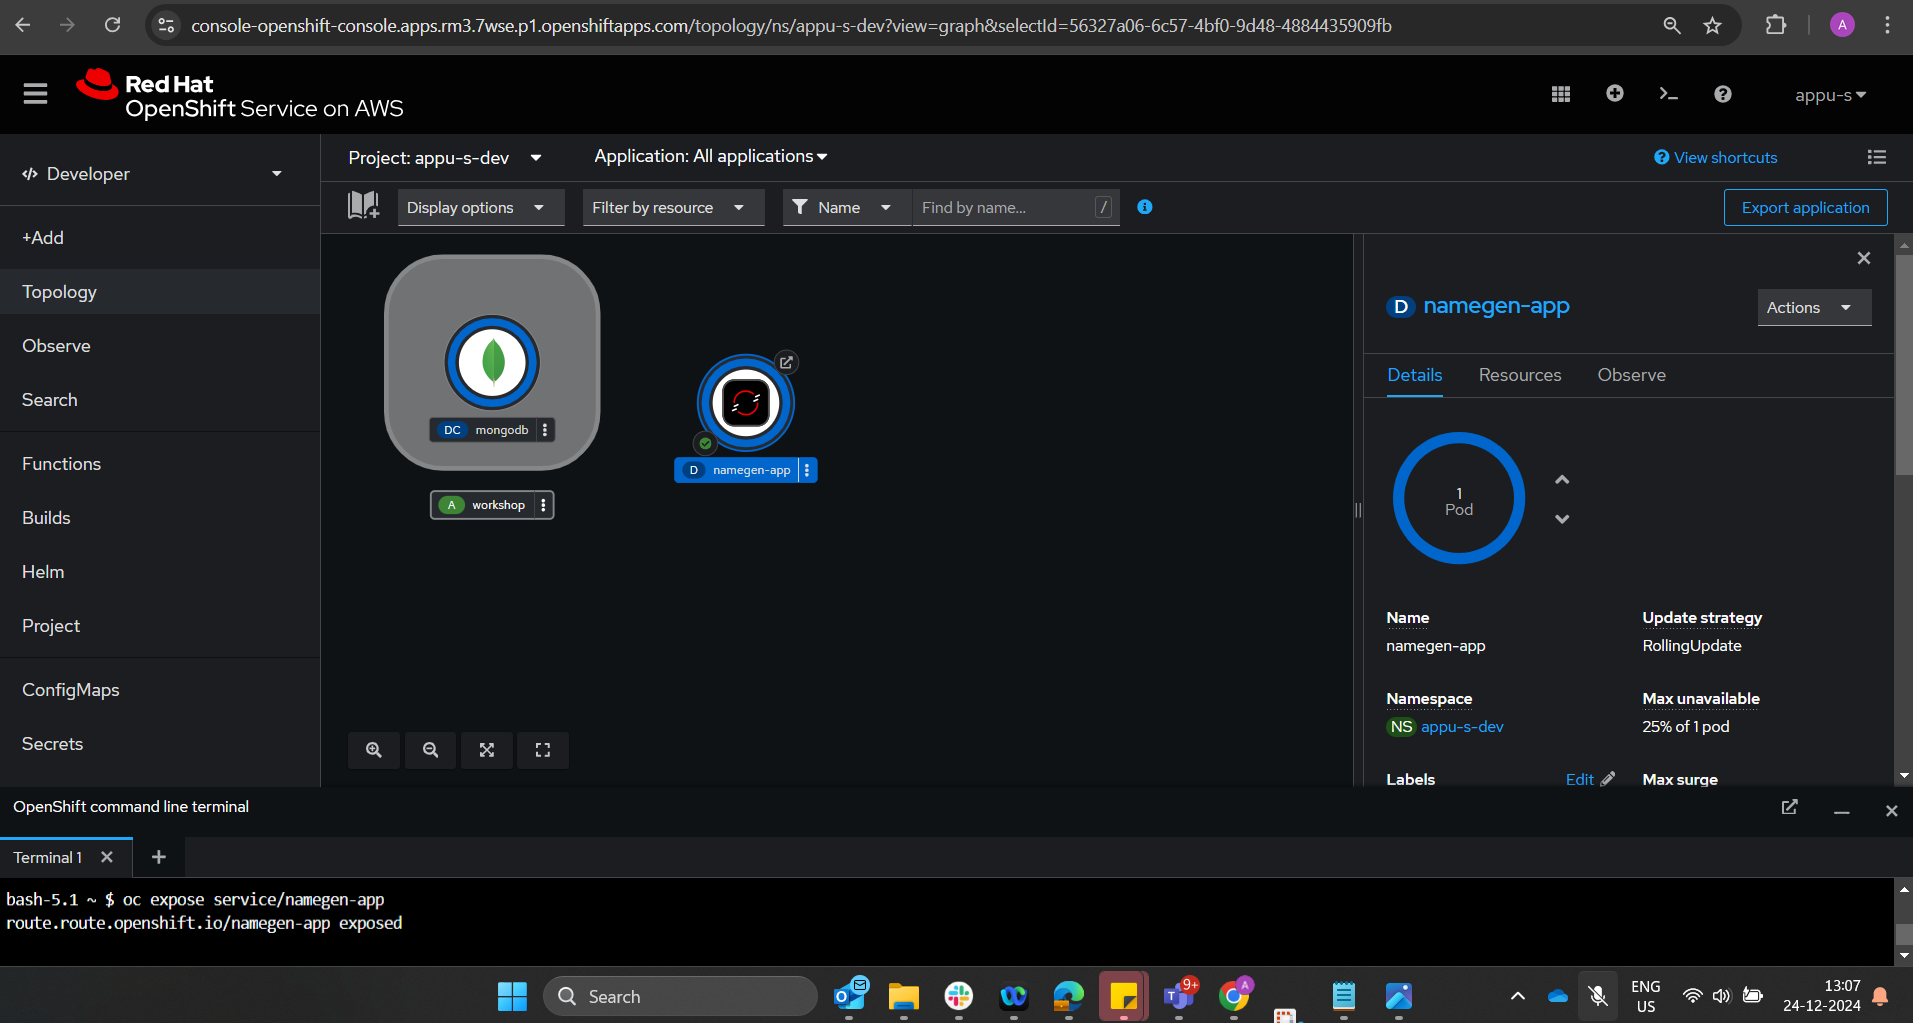 console-openshift-console.apps.rm3.7wse.p1.openshiftapps.com/topology/ns/appu-s-dev?view=graph&selectId=56327a06-6c57-4bf0-9d48-4884435909fb
A
Red Hat
OpenShift Service on AWS
appu-s
Developer
Project: appu-s-dev
Application: All applications
View shortcuts
Display options
Filter by resource
Name
Find by name...
/
Export application
+Add
Topology
Observe
Search
Functions
Builds
Helm
Project
ConfigMaps
Secrets
DC mongodb
A workshop
D namegen-app
D namegen-app
Actions
Details
Resources
Observe
1
Pod
Name
namegen-app
Update strategy
RollingUpdate
Namespace
NS appu-s-dev
Max unavailable
25% of 1 pod
Labels
Edit
Max surge
OpenShift command line terminal
Terminal 1
bash-5.1 ~ $ oc expose service/namegen-app
route.route.openshift.io/namegen-app exposed
Search
9+
A
ENG
US
13:07
24-12-2024